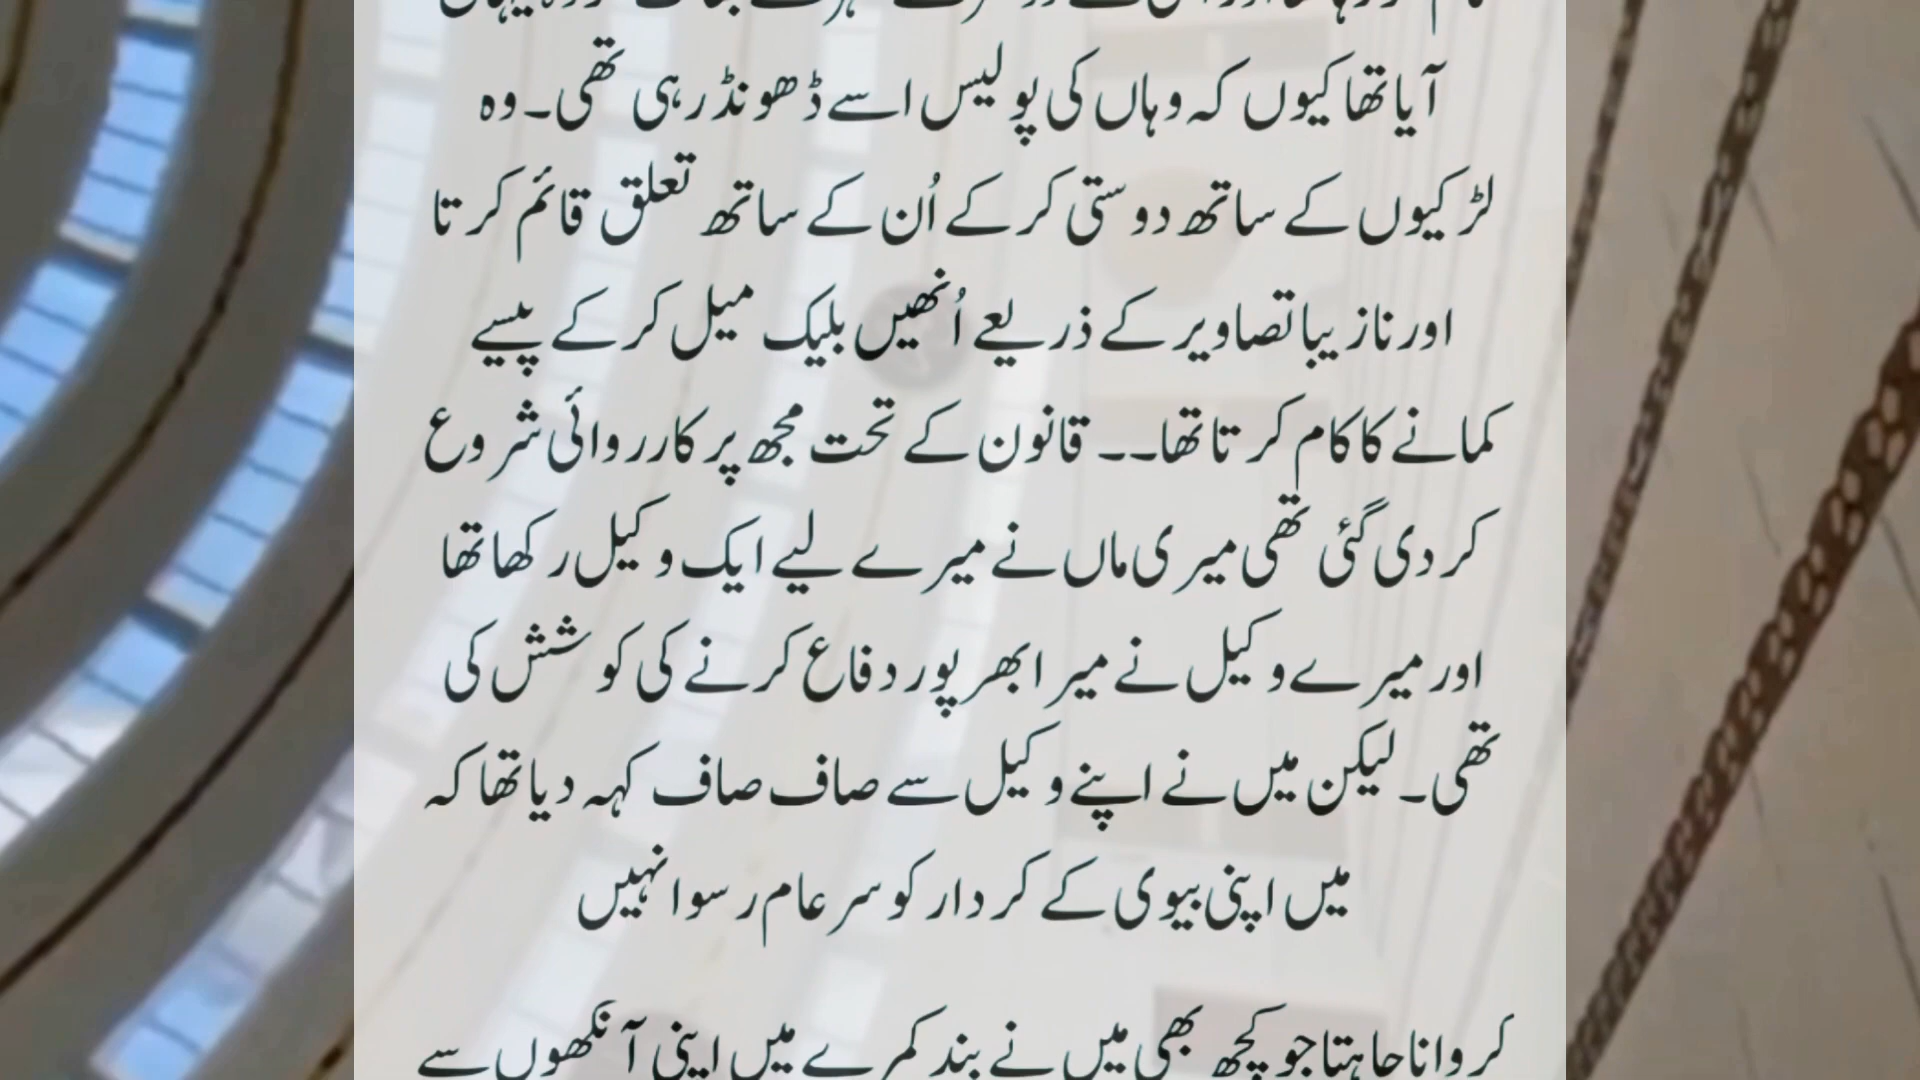 آیا تھا کیوں کہ وہاں کی پولیس اسے ڈھونڈ رہی تھی۔ وہ
لڑکیوں کے ساتھ دوستی کر کے اُن کے ساتھ تعلق قائم کرتا
اور نازیبا تصاویر کے ذریعے اُنھیں بلیک میل کر کے پیسے
کمانے کا کام کرتا تھا۔۔ قانون کے تحت مجھ پر کارروائی شروع
کر دی گئی تھی میری ماں نے میرے لیے ایک وکیل رکھا تھا
اور میرے وکیل نے میرا بھرپور دفاع کرنے کی کوشش کی
تھی۔ لیکن میں نے اپنے وکیل سے صاف صاف کہہ دیا تھا کہ
میں اپنی بیوی کے کردار کو سرعام رسوا نہیں
کروانا چاہتا جو کچھ بھی میں نے بند کمرے میں اپنی آنکھوں سے